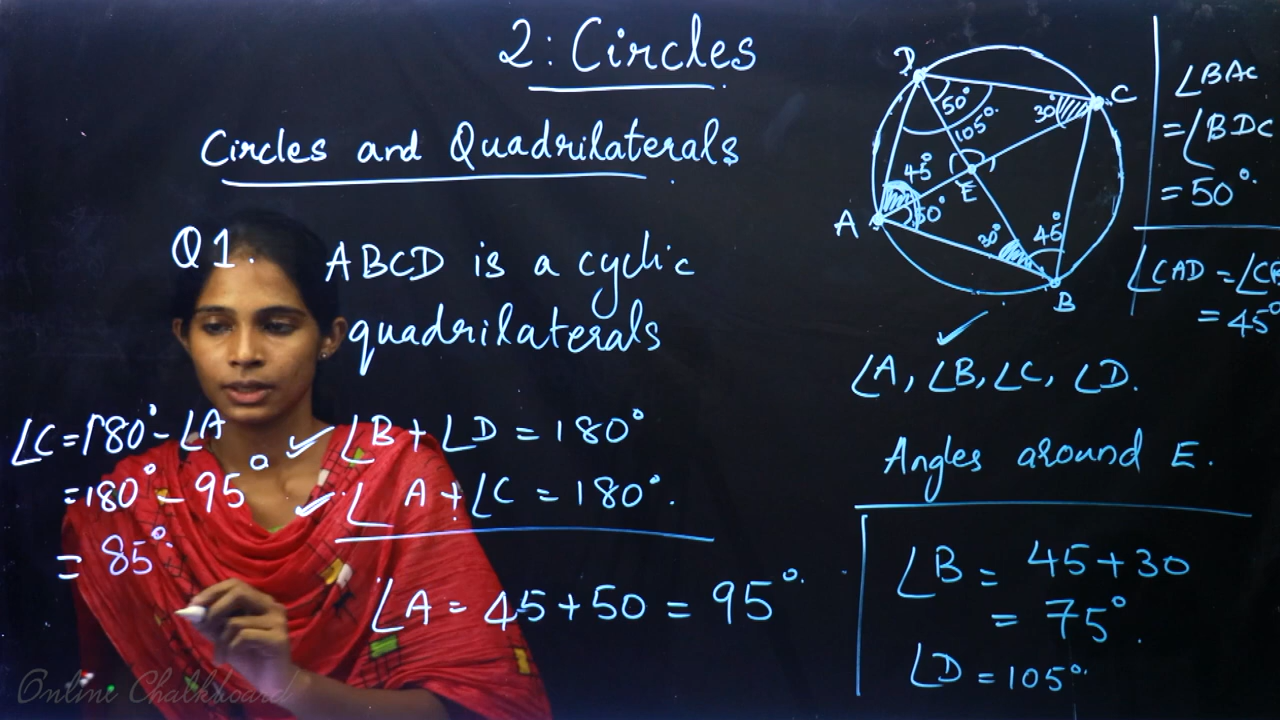 2: Circles
Circles and Quadrilaterals
Q1. ABCD is a cyclic
quadrilaterals
∠B + ∠D = 180°
∠A + ∠C = 180°.
∠A = 45 + 50 = 95°.
∠C = 180° - ∠A
= 180° - 95°
= 85°.
D
C
50°
105°.
30°
45°
E
A
50°
30°
45°
B
∠BAC
= ∠BDC
= 50°.
∠CAD = ∠CB
= 45°
∠A, ∠B, ∠C, ∠D.
Angles around E.
∠B = 45 + 30
= 75°.
∠D = 105°.
Online Chalkboard